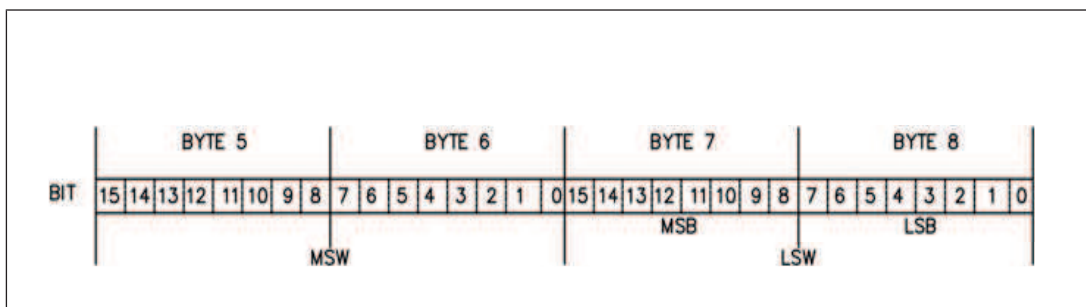 BYTE 5 BYTE 6 BYTE 7 BYTE 8
BIT 15 14 13 12 11 10 9 8 7 6 5 4 3 2 1 0 15 14 13 12 11 10 9 8 7 6 5 4 3 2 1 0
MSB LSB
MSW LSW